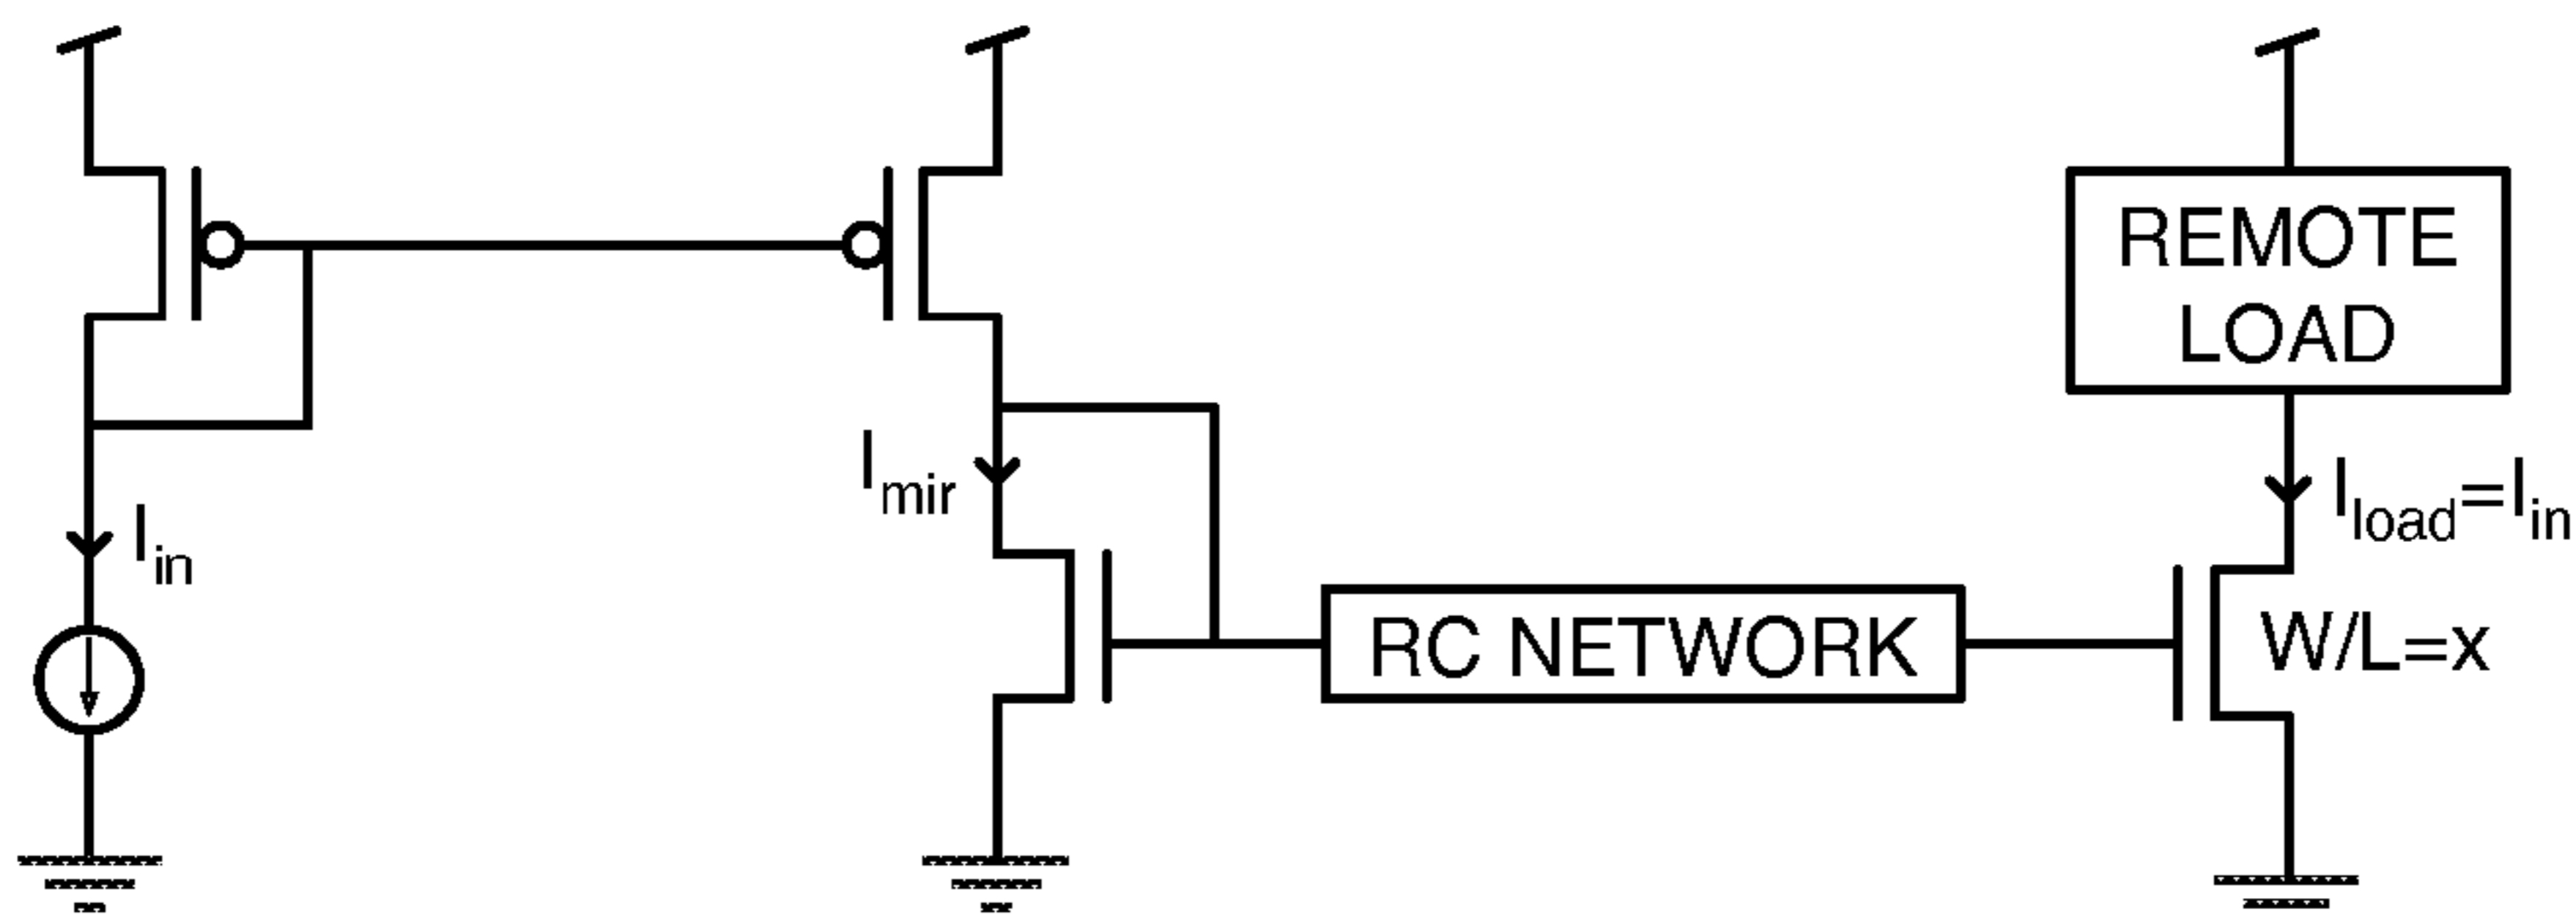 REMOTE
LOAD
Imir
Iin
Iload=Iin
RC NETWORK
W/L=x